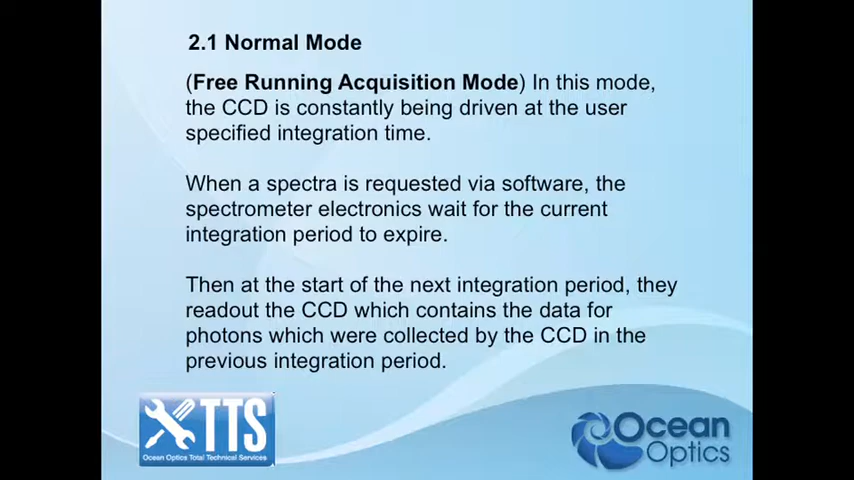 2.1 Normal Mode
(Free Running Acquisition Mode) In this mode,
the CCD is constantly being driven at the user
specified integration time.
When a spectra is requested via software, the
spectrometer electronics wait for the current
integration period to expire.
Then at the start of the next integration period, they
readout the CCD which contains the data for
photons which were collected by the CCD in the
previous integration period.
TTS
Ocean Optics Total Technical Services
Ocean
Optics